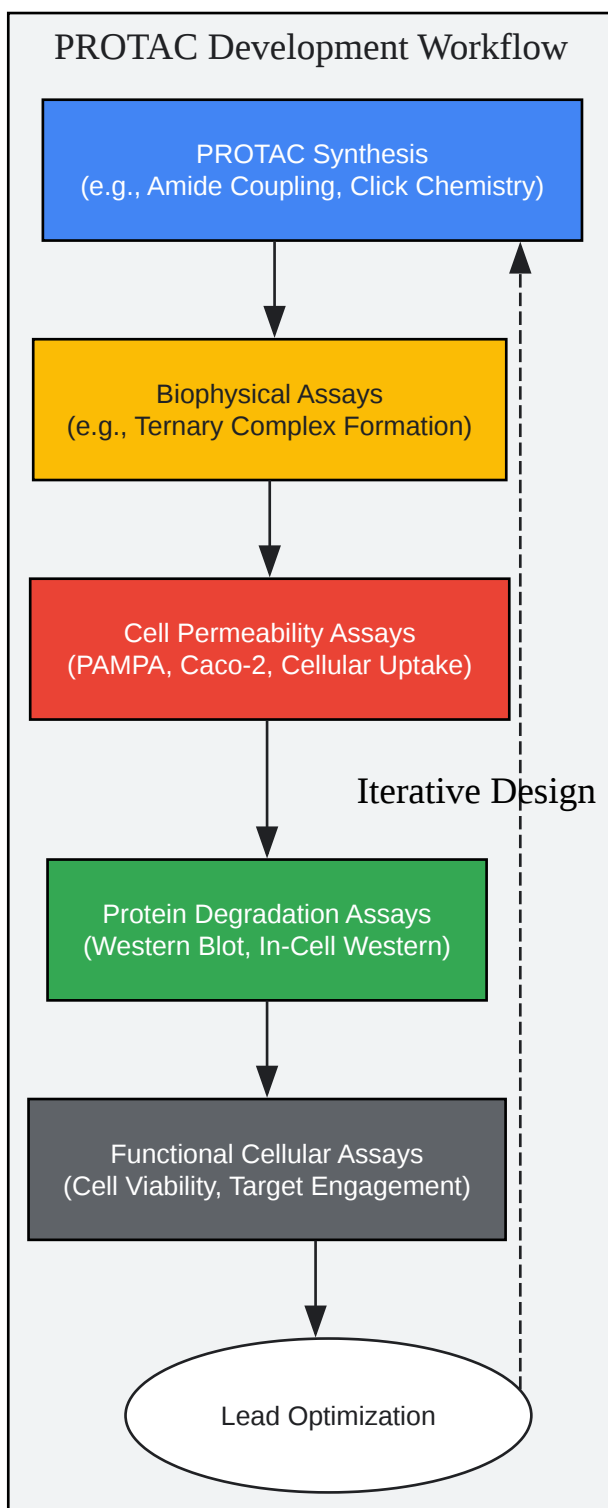 PROTAC Development Workflow
PROTAC Synthesis
(e.g., Amide Coupling, Click Chemistry)
Biophysical Assays
(e.g., Ternary Complex Formation)
Cell Permeability Assays
(PAMPA, Caco-2, Cellular Uptake)
Iterative Design
Protein Degradation Assays
(Western Blot, In-Cell Western)
Functional Cellular Assays
(Cell Viability, Target Engagement)
Lead Optimization